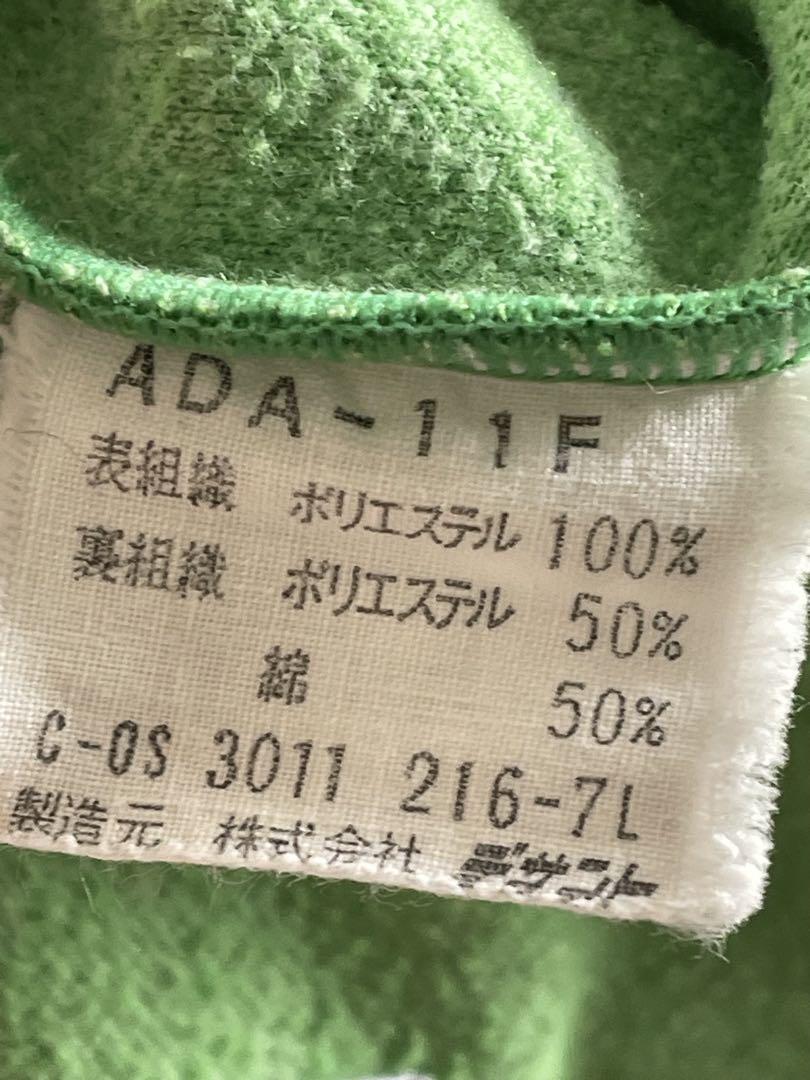 ADA-11F
表組織 ポリエステル 100%
裏組織 ポリエステル 50%
綿 50%
C-OS 3011 216-7L
製造元 株式会社 デサント